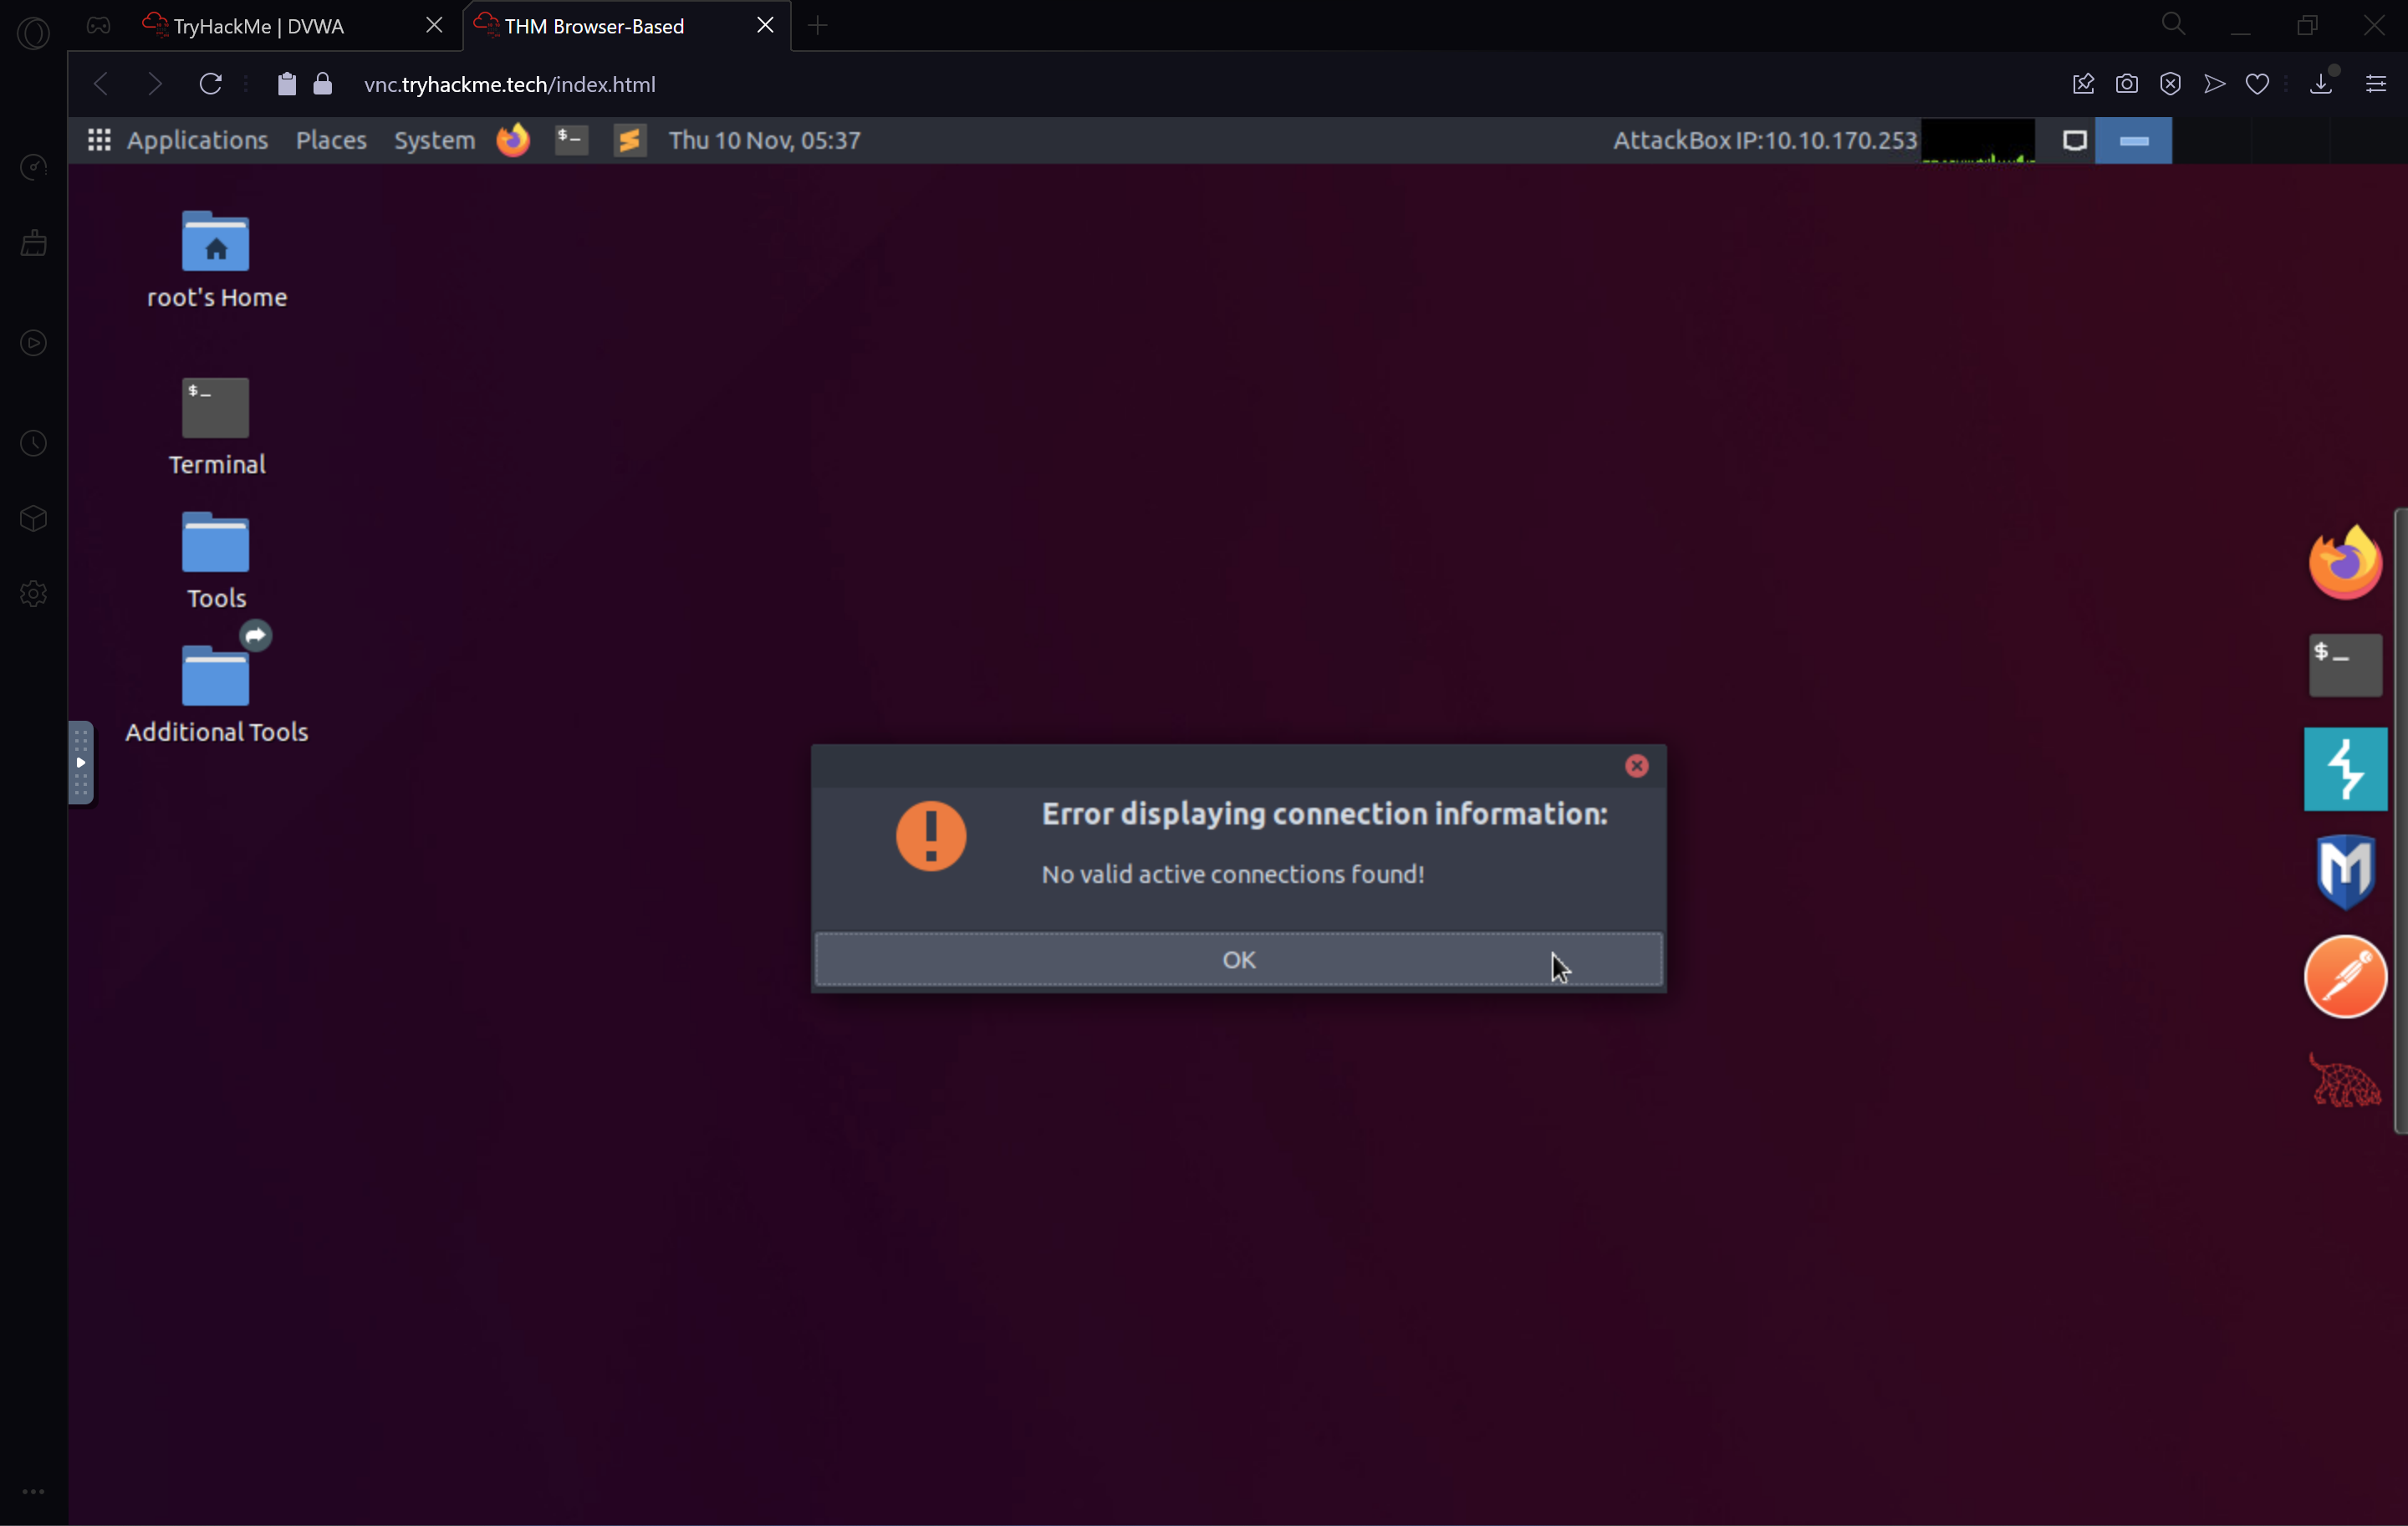 TryHackMe | DVWA
THM Browser-Based
vnc.tryhackme.tech/index.html
Applications Places System $_ Thu 10 Nov, 05:37 AttackBox IP:10.10.170.253
root's Home
$_
Terminal
Tools
Additional Tools
Error displaying connection information:
No valid active connections found!
OK
$_